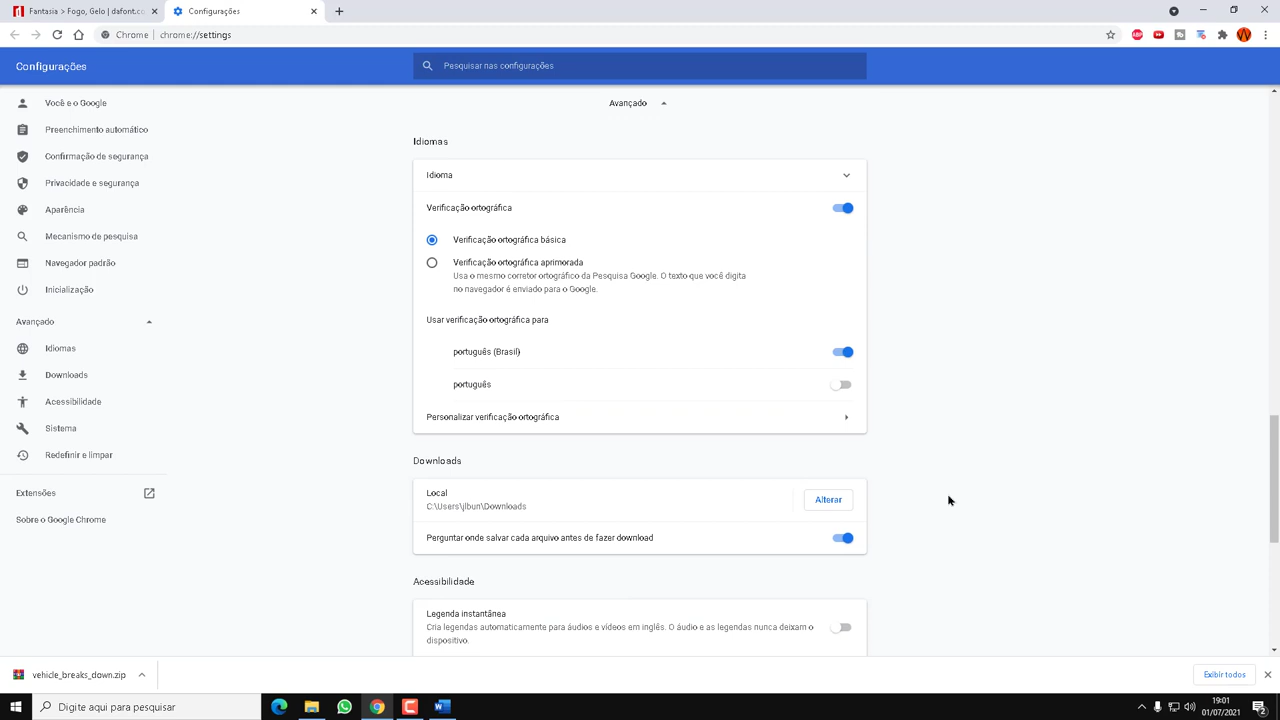 Fantasia > Fogo, Gelo | dafont.cc
Configurações
Chrome | chrome://settings
ABP
Configurações
Pesquisar nas configurações
Você e o Google
Preenchimento automático
Confirmação de segurança
Privacidade e segurança
Aparência
Mecanismo de pesquisa
Navegador padrão
Inicialização
Avançado
Idiomas
Downloads
Acessibilidade
Sistema
Redefinir e limpar
Extensões
Sobre o Google Chrome
Avançado
Idiomas
Idioma
Verificação ortográfica
Verificação ortográfica básica
Verificação ortográfica aprimorada
Usa o mesmo corretor ortográfico da Pesquisa Google. O texto que você digita
no navegador é enviado para o Google.
Usar verificação ortográfica para
português (Brasil)
português
Personalizar verificação ortográfica
Downloads
Local
C:\Users\jlbun\Downloads
Alterar
Perguntar onde salvar cada arquivo antes de fazer download
Acessibilidade
Legenda instantânea
Cria legendas automaticamente para áudios e vídeos em inglês. O áudio e as legendas nunca deixam o
dispositivo.
vehicle_breaks_down.zip
Exibir todos
Digite aqui para pesquisar
19:01
01/07/2021
2